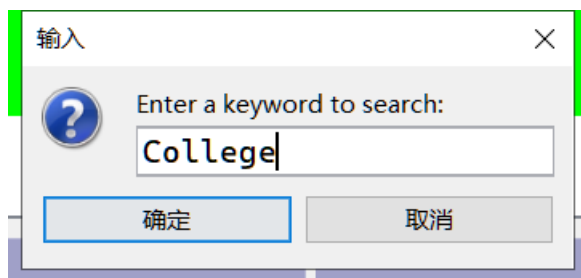 输入
Enter a keyword to search:
College
确定
取消